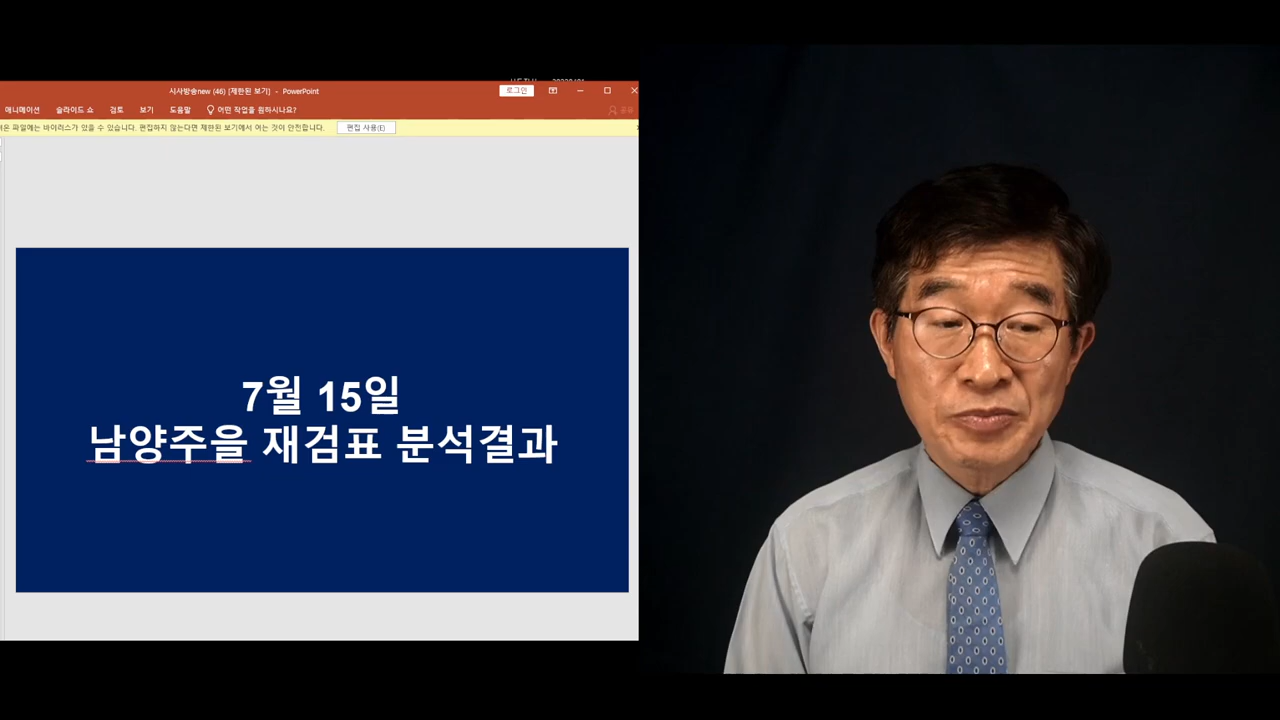 시사방송new (46) [제한된 보기] - PowerPoint
로그인
애니메이션 슬라이드 쇼 검토 보기 도움말 어떤 작업을 원하시나요? 공유
파일에는 바이러스가 있을 수 있습니다. 편집하지 않는다면 제한된 보기에서 여는 것이 안전합니다. 편집 사용(E)
7월 15일
남양주을 재검표 분석결과